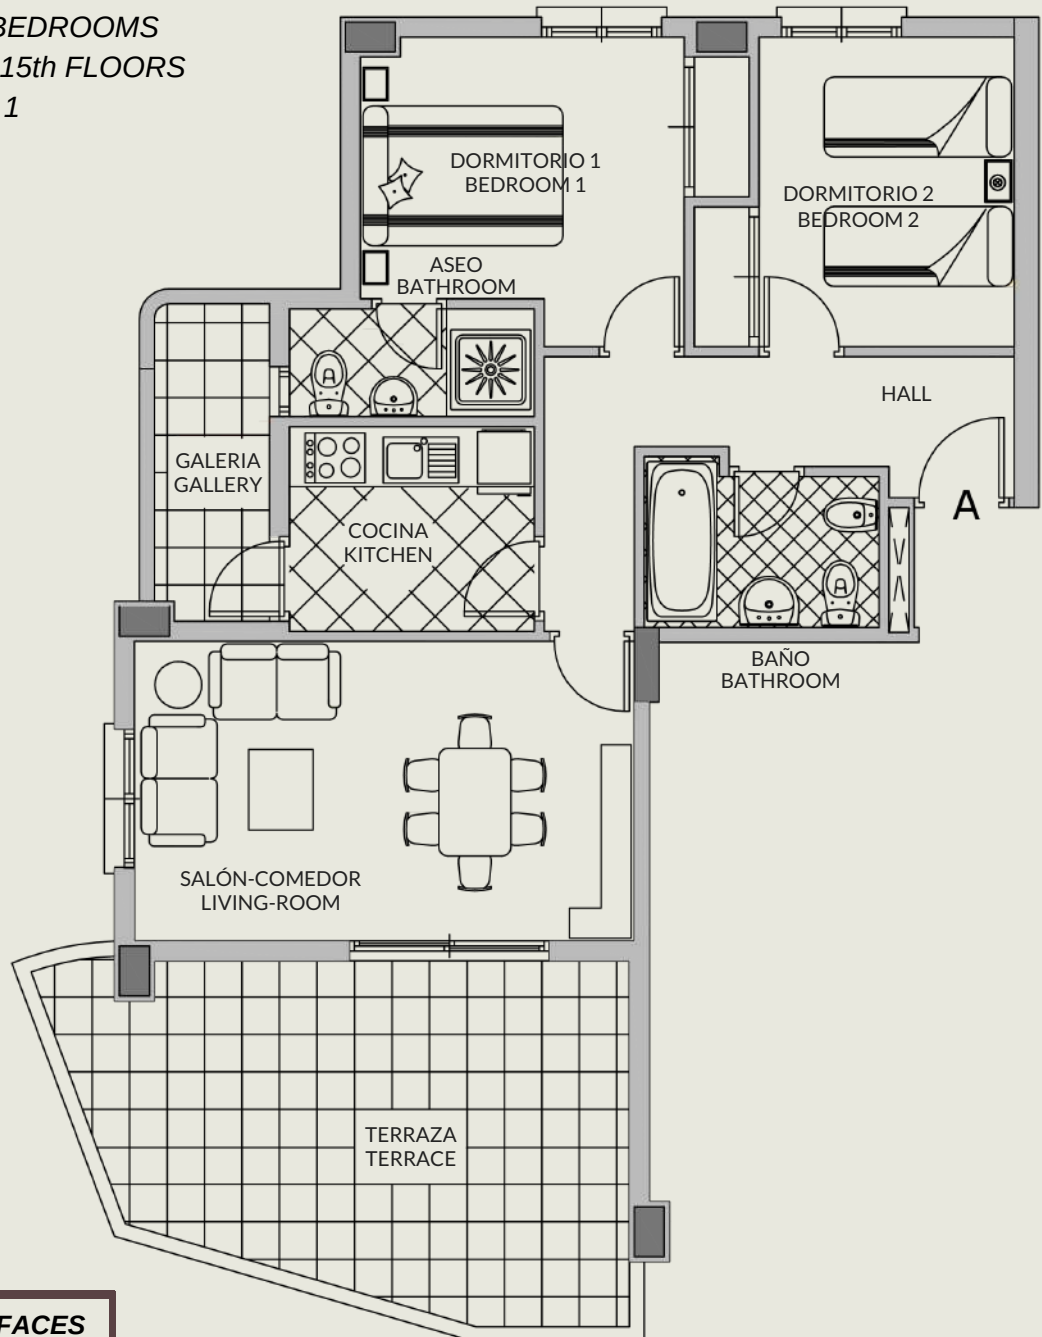 BEDROOMS
15th FLOORS
1
DORMITORIO 1
BEDROOM 1
DORMITORIO 2
BEDROOM 2
ASEO
BATHROOM
HALL
GALERIA
GALLERY
COCINA
KITCHEN
A
BAÑO
BATHROOM
SALÓN-COMEDOR
LIVING-ROOM
TERRAZA
TERRACE
FACES